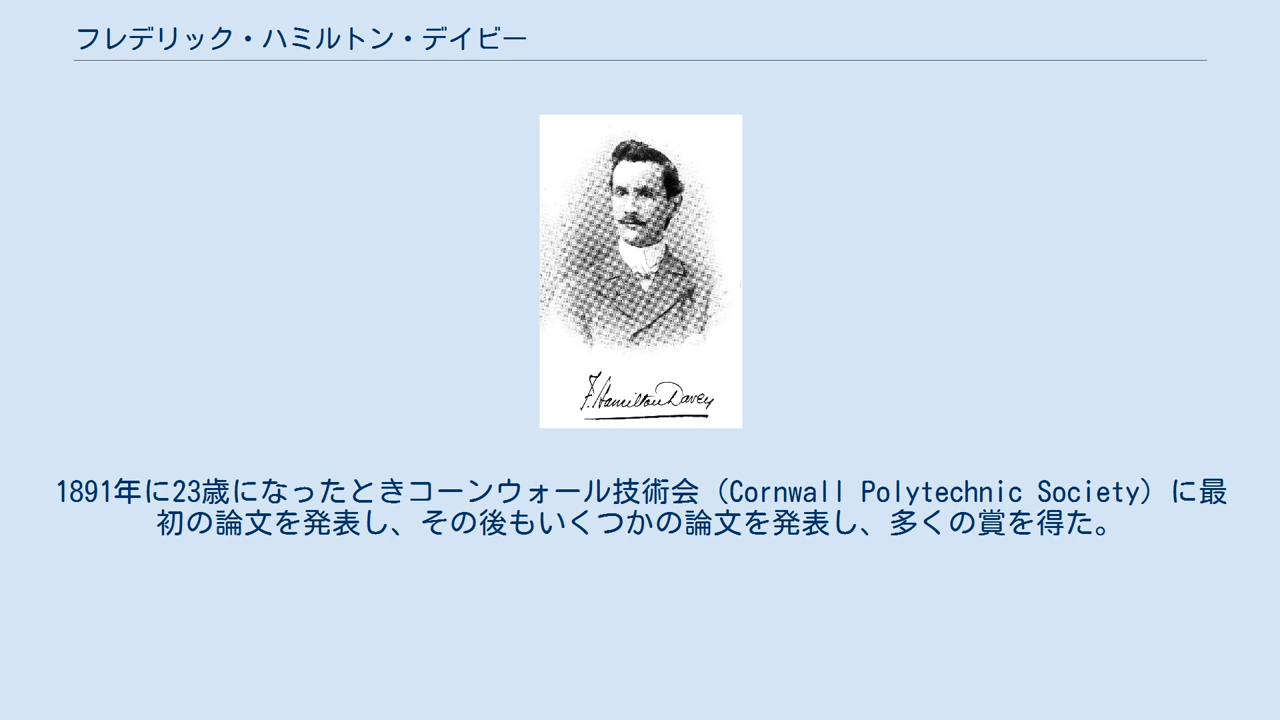 フレデリック・ハミルトン・デイビー
F. Hamilton Davey
1891年に23歳になったときコーンウォール技術会（Cornwall Polytechnic Society）に最
初の論文を発表し、その後もいくつかの論文を発表し、多くの賞を得た。